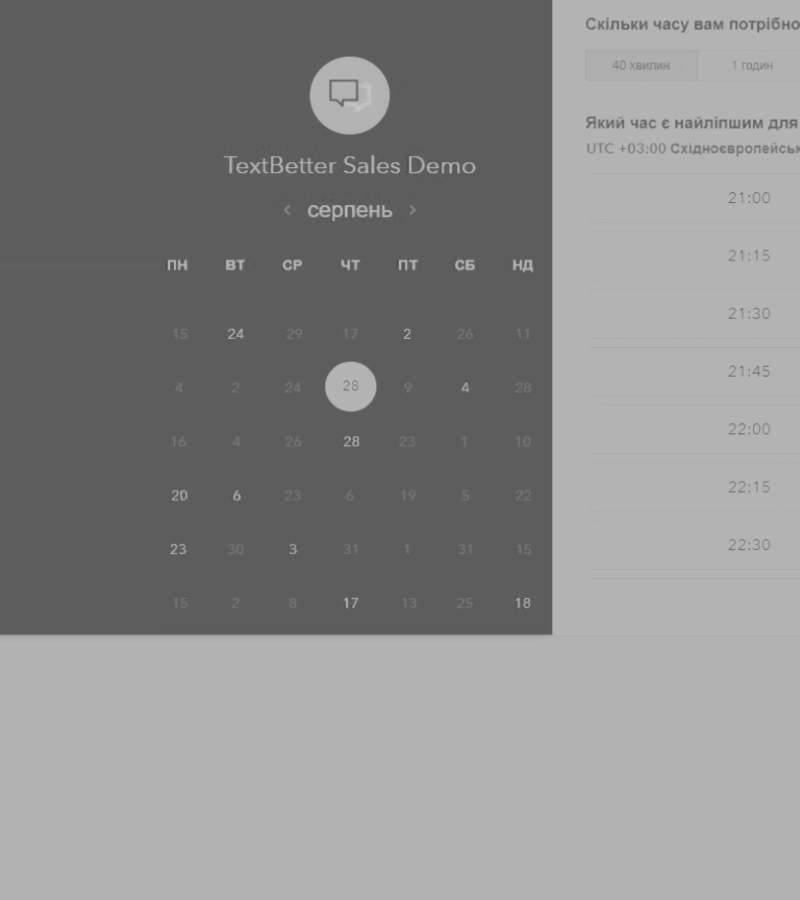 TextBetter Sales Demo
‹ серпень ›
ПН ВТ СР ЧТ ПТ СБ НД
15 24 29 17 2 26 11
4 2 24 28 9 4 28
16 4 26 28 23 1 10
20 6 23 6 19 5 22
23 30 3 31 1 31 15
15 2 8 17 13 25 18
Скільки часу вам потрібно
40 хвилин 1 годин
Який час є найліпшим для
UTC +03:00 Східноєвропейськ
21:00
21:15
21:30
21:45
22:00
22:15
22:30